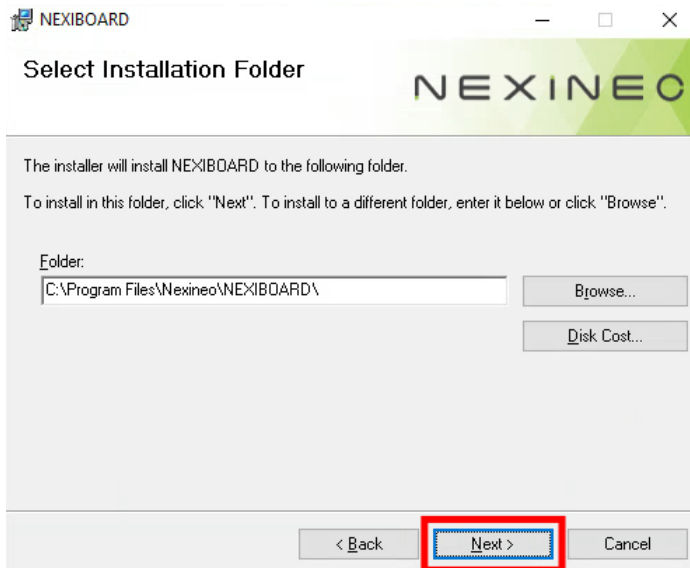 NEXIBOARD
Select Installation Folder
NEXINEO
The installer will install NEXIBOARD to the following folder.
To install in this folder, click "Next". To install to a different folder, enter it below or click "Browse".
Folder:
C:\Program Files\Nexineo\NEXIBOARD\
Browse...
Disk Cost...
< Back
Next >
Cancel